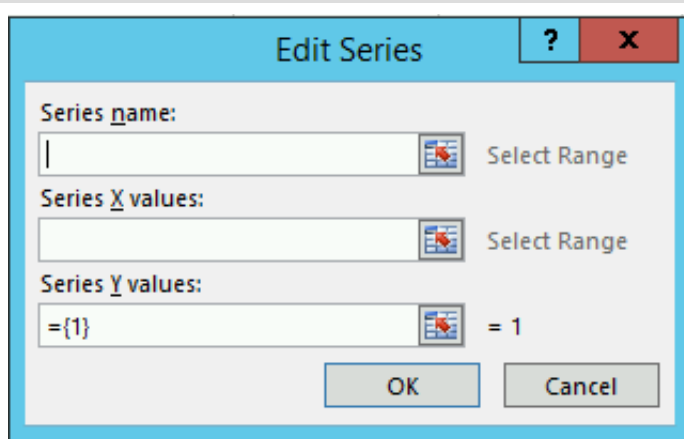 Edit Series
?
x
Series name:
Select Range
Series X values:
Select Range
Series Y values:
={1}
= 1
OK
Cancel